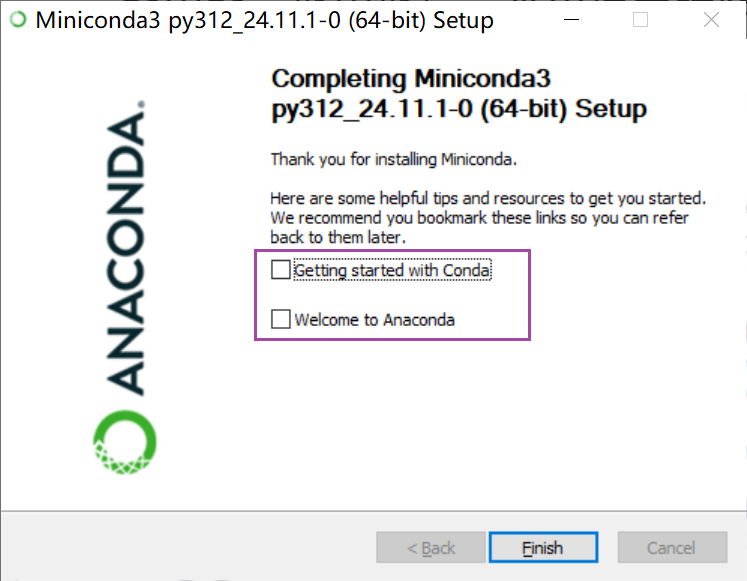 Miniconda3 py312_24.11.1-0 (64-bit) Setup
Completing Miniconda3
py312_24.11.1-0 (64-bit) Setup
Thank you for installing Miniconda.
Here are some helpful tips and resources to get you started.
We recommend you bookmark these links so you can refer
back to them later.
Getting started with Conda
Welcome to Anaconda
ANACONDA.
< Back
Finish
Cancel